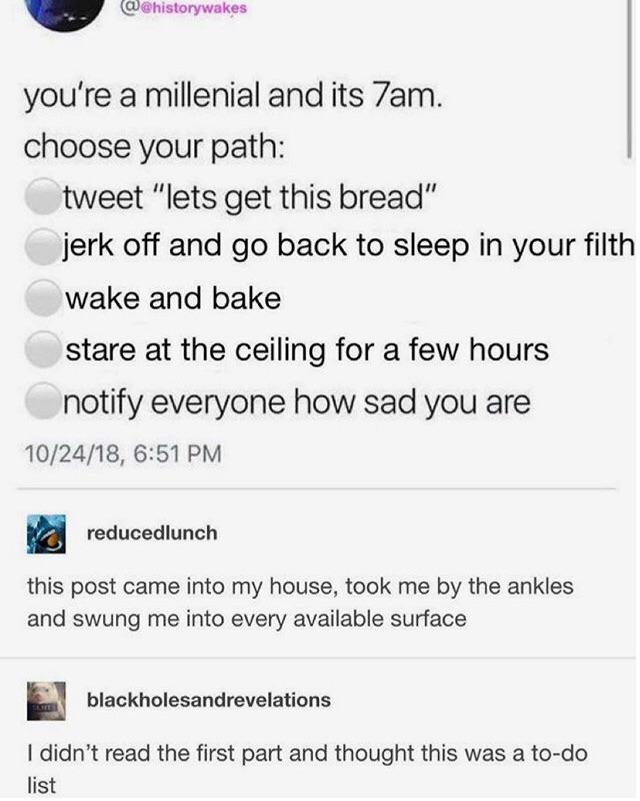 @@historywakes
you're a millenial and its 7am.
choose your path:
tweet "lets get this bread"
jerk off and go back to sleep in your filth
wake and bake
stare at the ceiling for a few hours
notify everyone how sad you are
10/24/18, 6:51 PM
reducedlunch
this post came into my house, took me by the ankles
and swung me into every available surface
blackholesandrevelations
I didn’t read the first part and thought this was a to-do
list